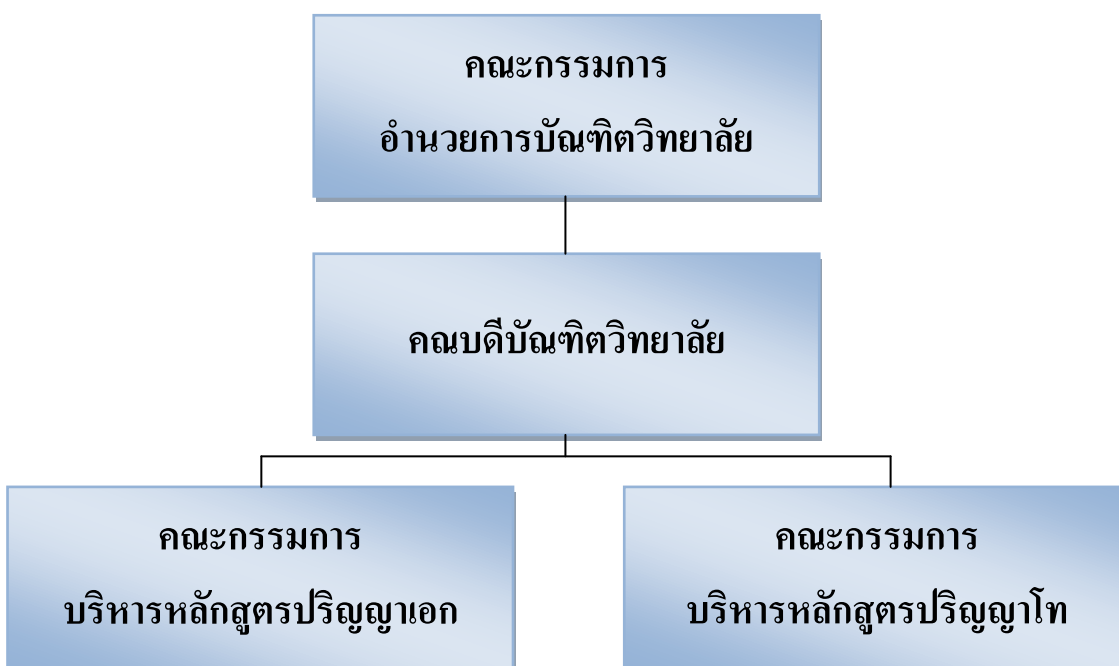 คณะกรรมการ
อำนวยการบัณฑิตวิทยาลัย
คณบดีบัณฑิตวิทยาลัย
คณะกรรมการ
บริหารหลักสูตรปริญญาเอก
คณะกรรมการ
บริหารหลักสูตรปริญญาโท